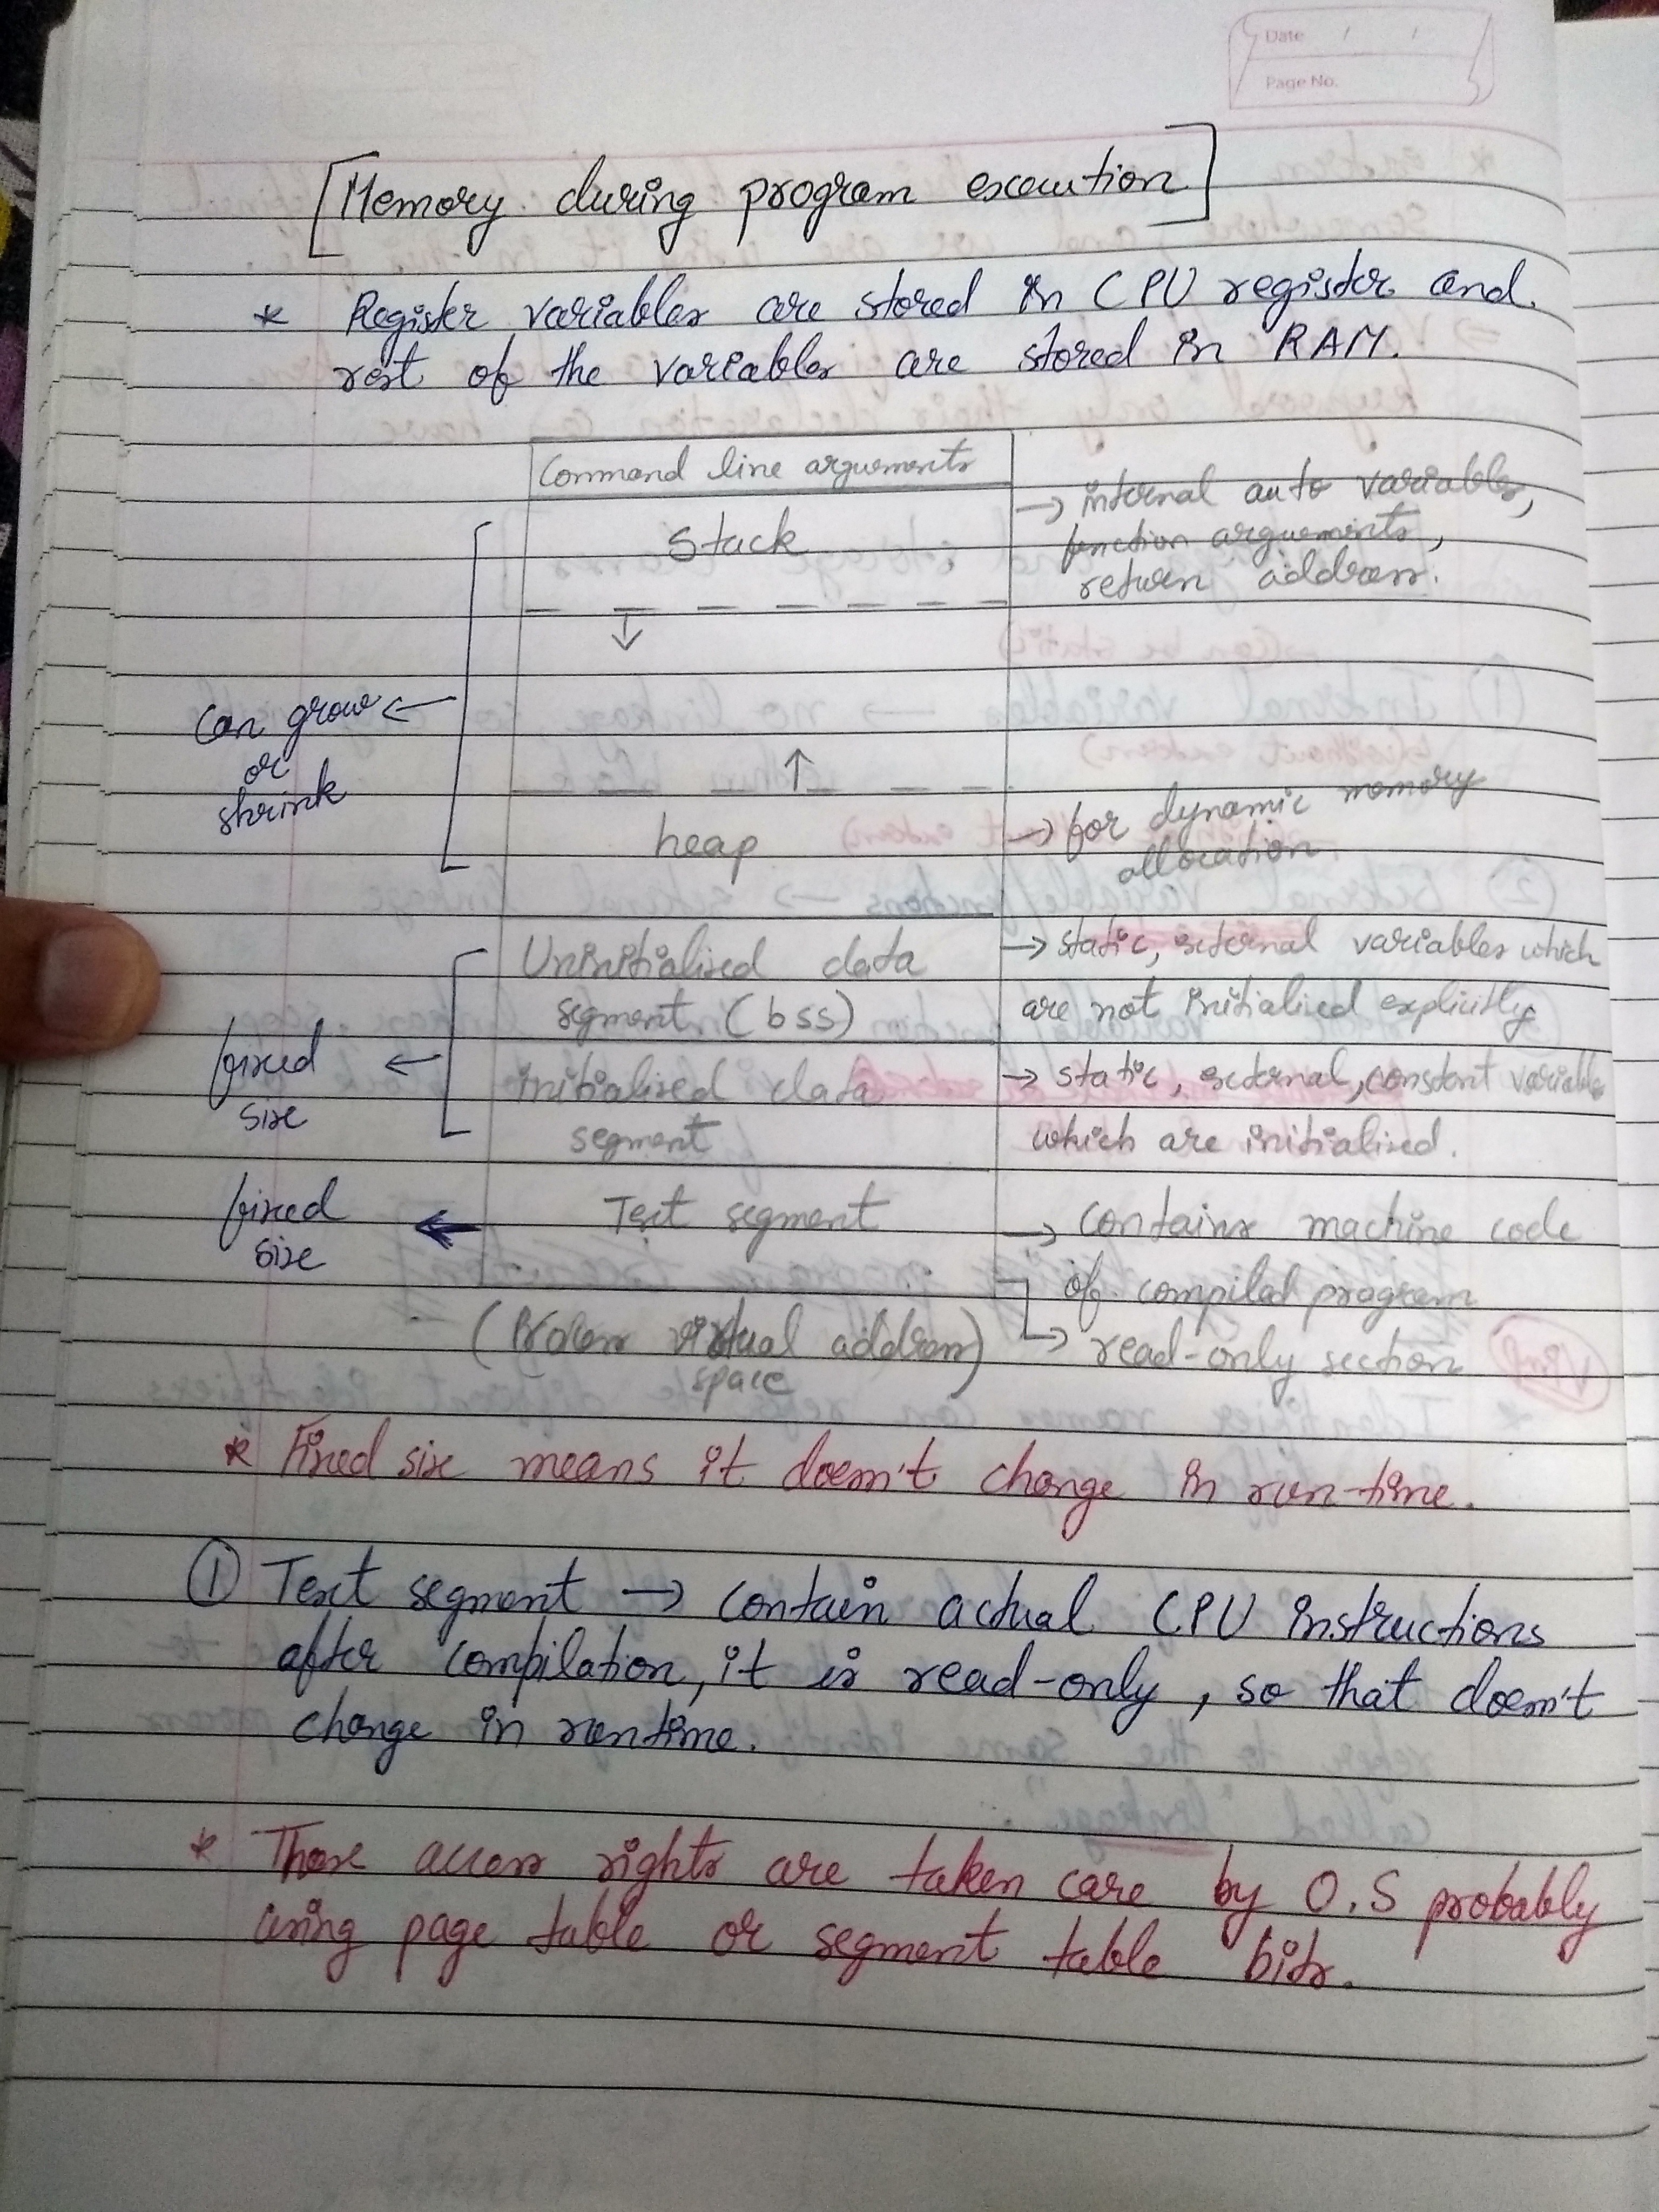 Date / /
Page No.
[Memory during program execution]
* Register variables are stored in CPU register and
rest of the variables are stored in RAM.
Command line arguements
Stack
→ internal auto variables,
function arguements,
return address.
↓
can grow ←
or
shrink
↑
heap
→ for dynamic memory
allocation
Uninitialized data
segment (bss)
→ static, external variables which
are not initialized explicitly
fixed ←
size
initialized data
segment
→ static, external, constant variable
which are initialized.
fixed ←
size
Text segment
→ contains machine code
of compiled program
→ read-only section
(Process virtual address
space)
* Fixed size means it doesn't change in run-time.
① Text segment → contain actual CPU instructions
after compilation, it is read-only, so that doesn't
change in runtime.
* These access rights are taken care by O.S probably
using page table or segment table bits.